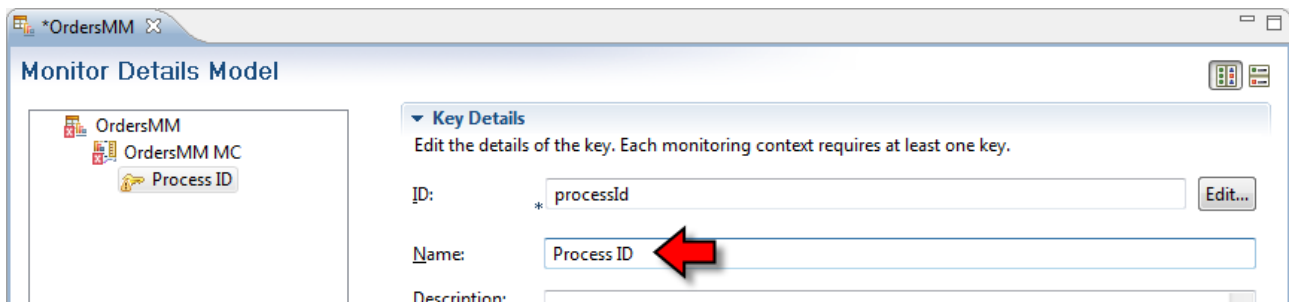 *OrdersMM
Monitor Details Model
OrdersMM
OrdersMM MC
Process ID
Key Details
Edit the details of the key. Each monitoring context requires at least one key.
ID: * processId Edit...
Name: Process ID
Description: